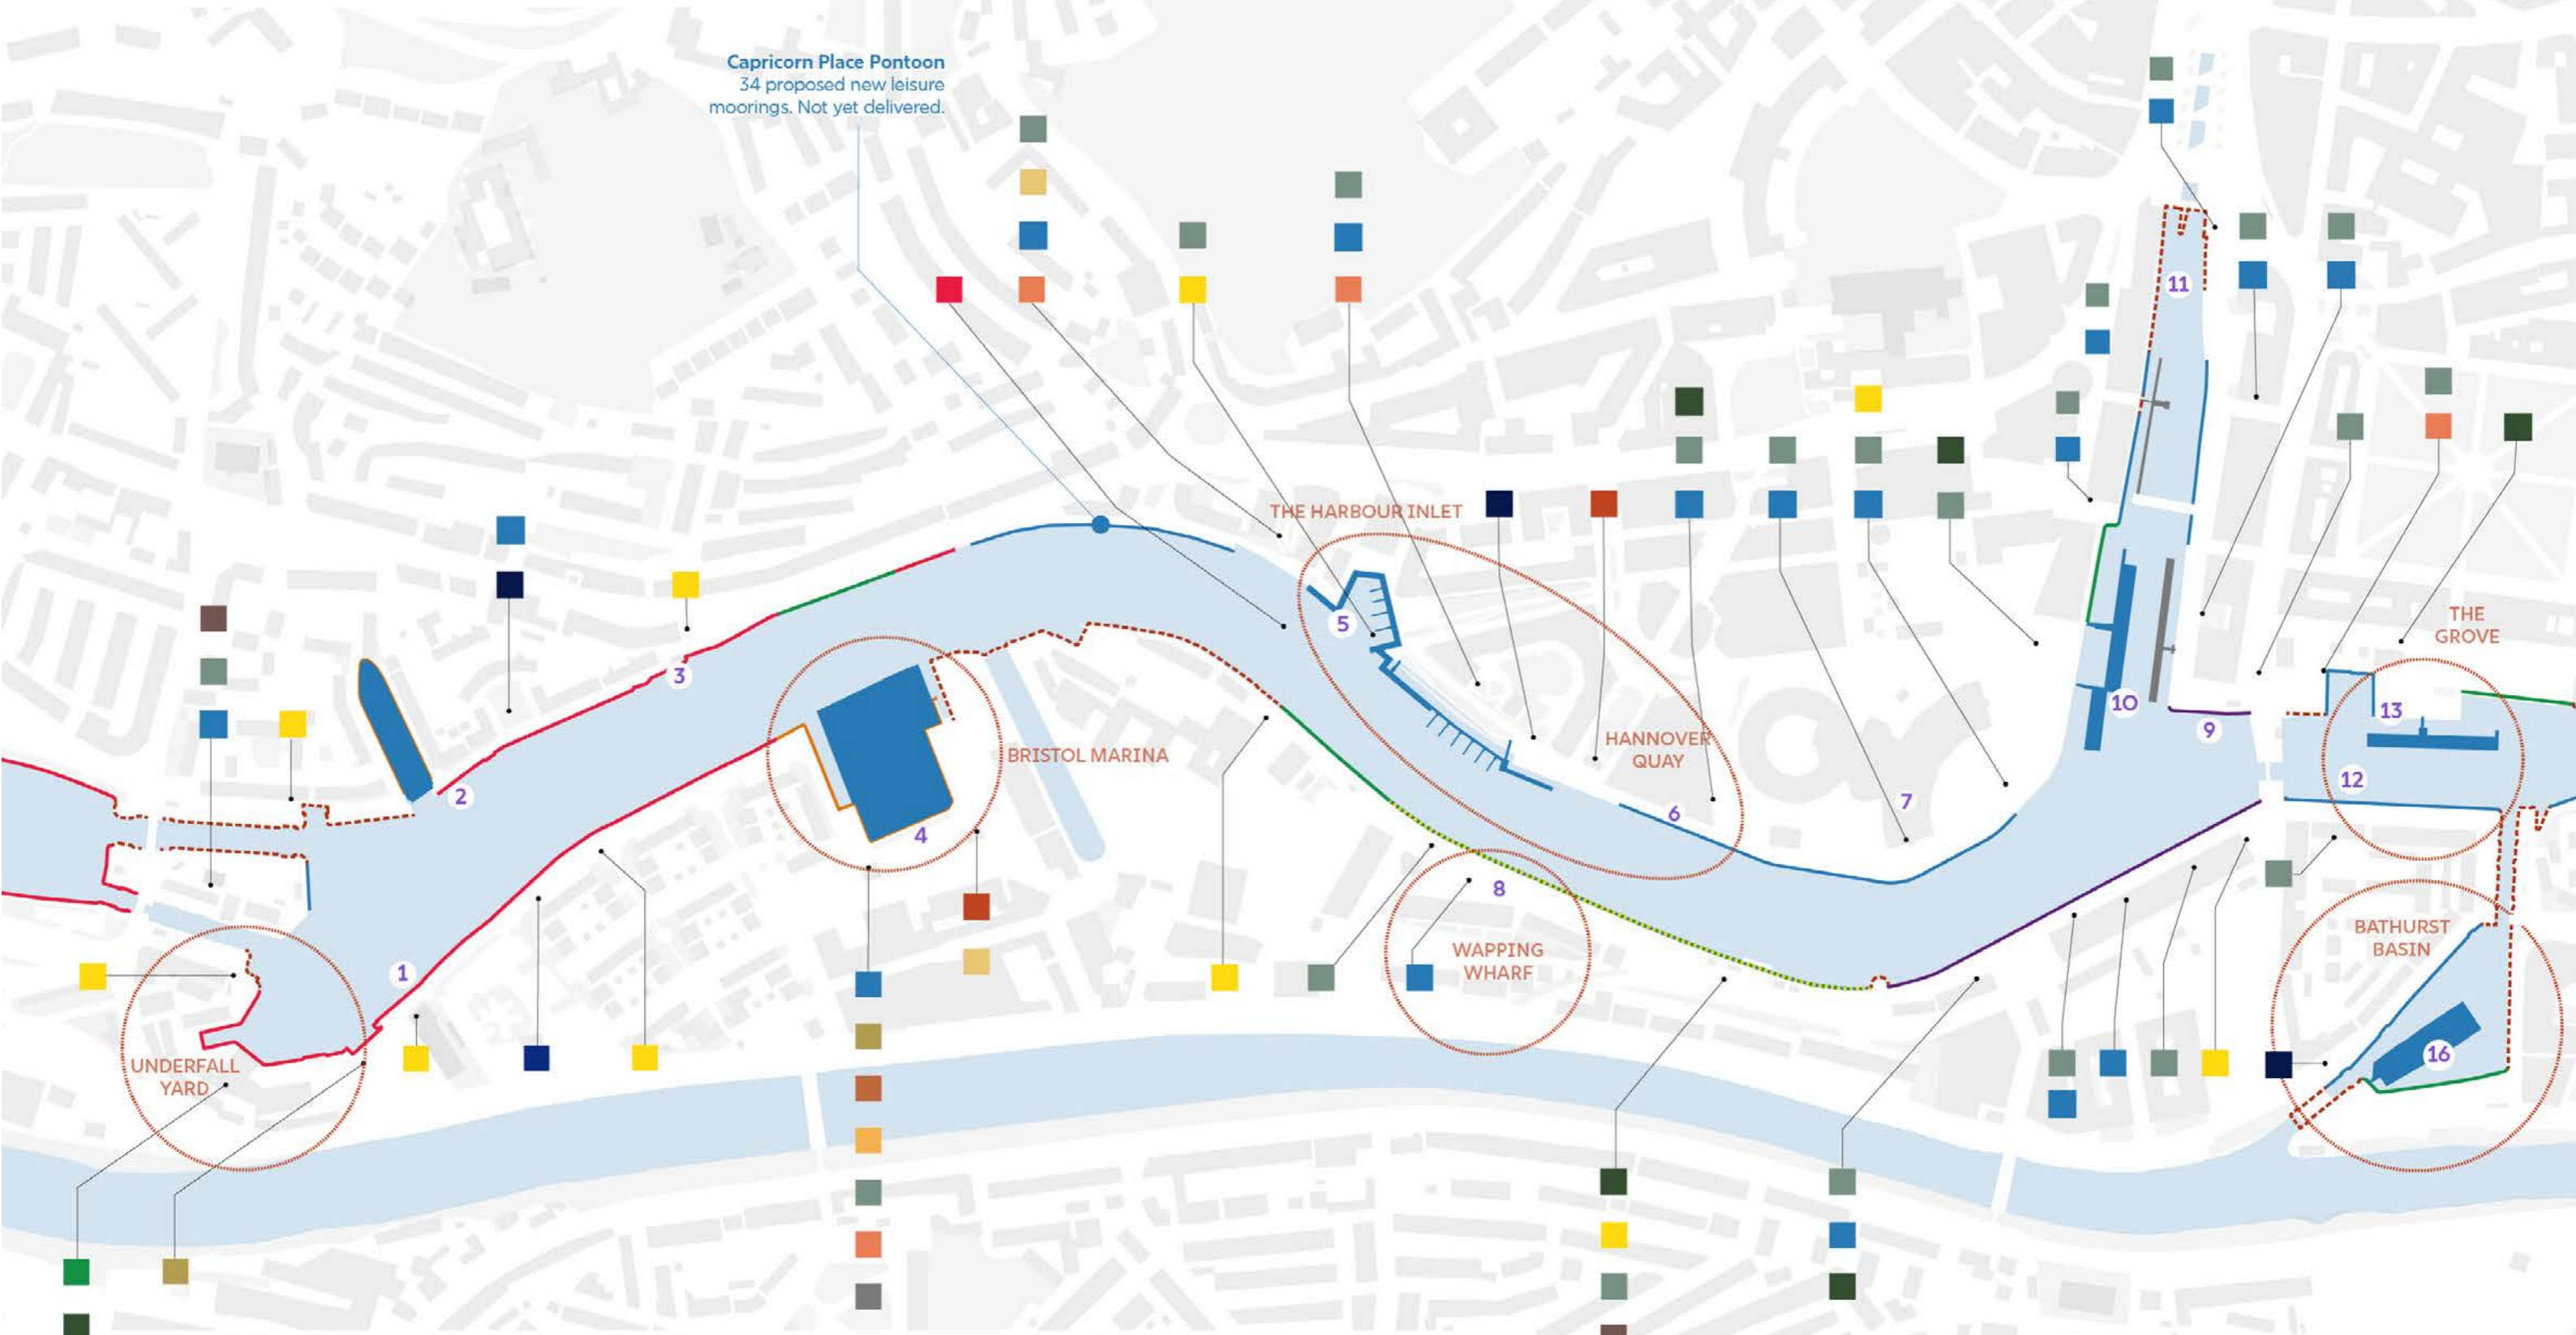 Capricorn Place Pontoon
34 proposed new leisure
moorings. Not yet delivered.
11
THE HARBOUR INLET
5
THE
GROVE
3
10
13
9
HANNOVER
QUAY
BRISTOL MARINA
12
2
6
7
4
8
BATHURST
BASIN
WAPPING
WHARF
1
16
UNDERFALL
YARD